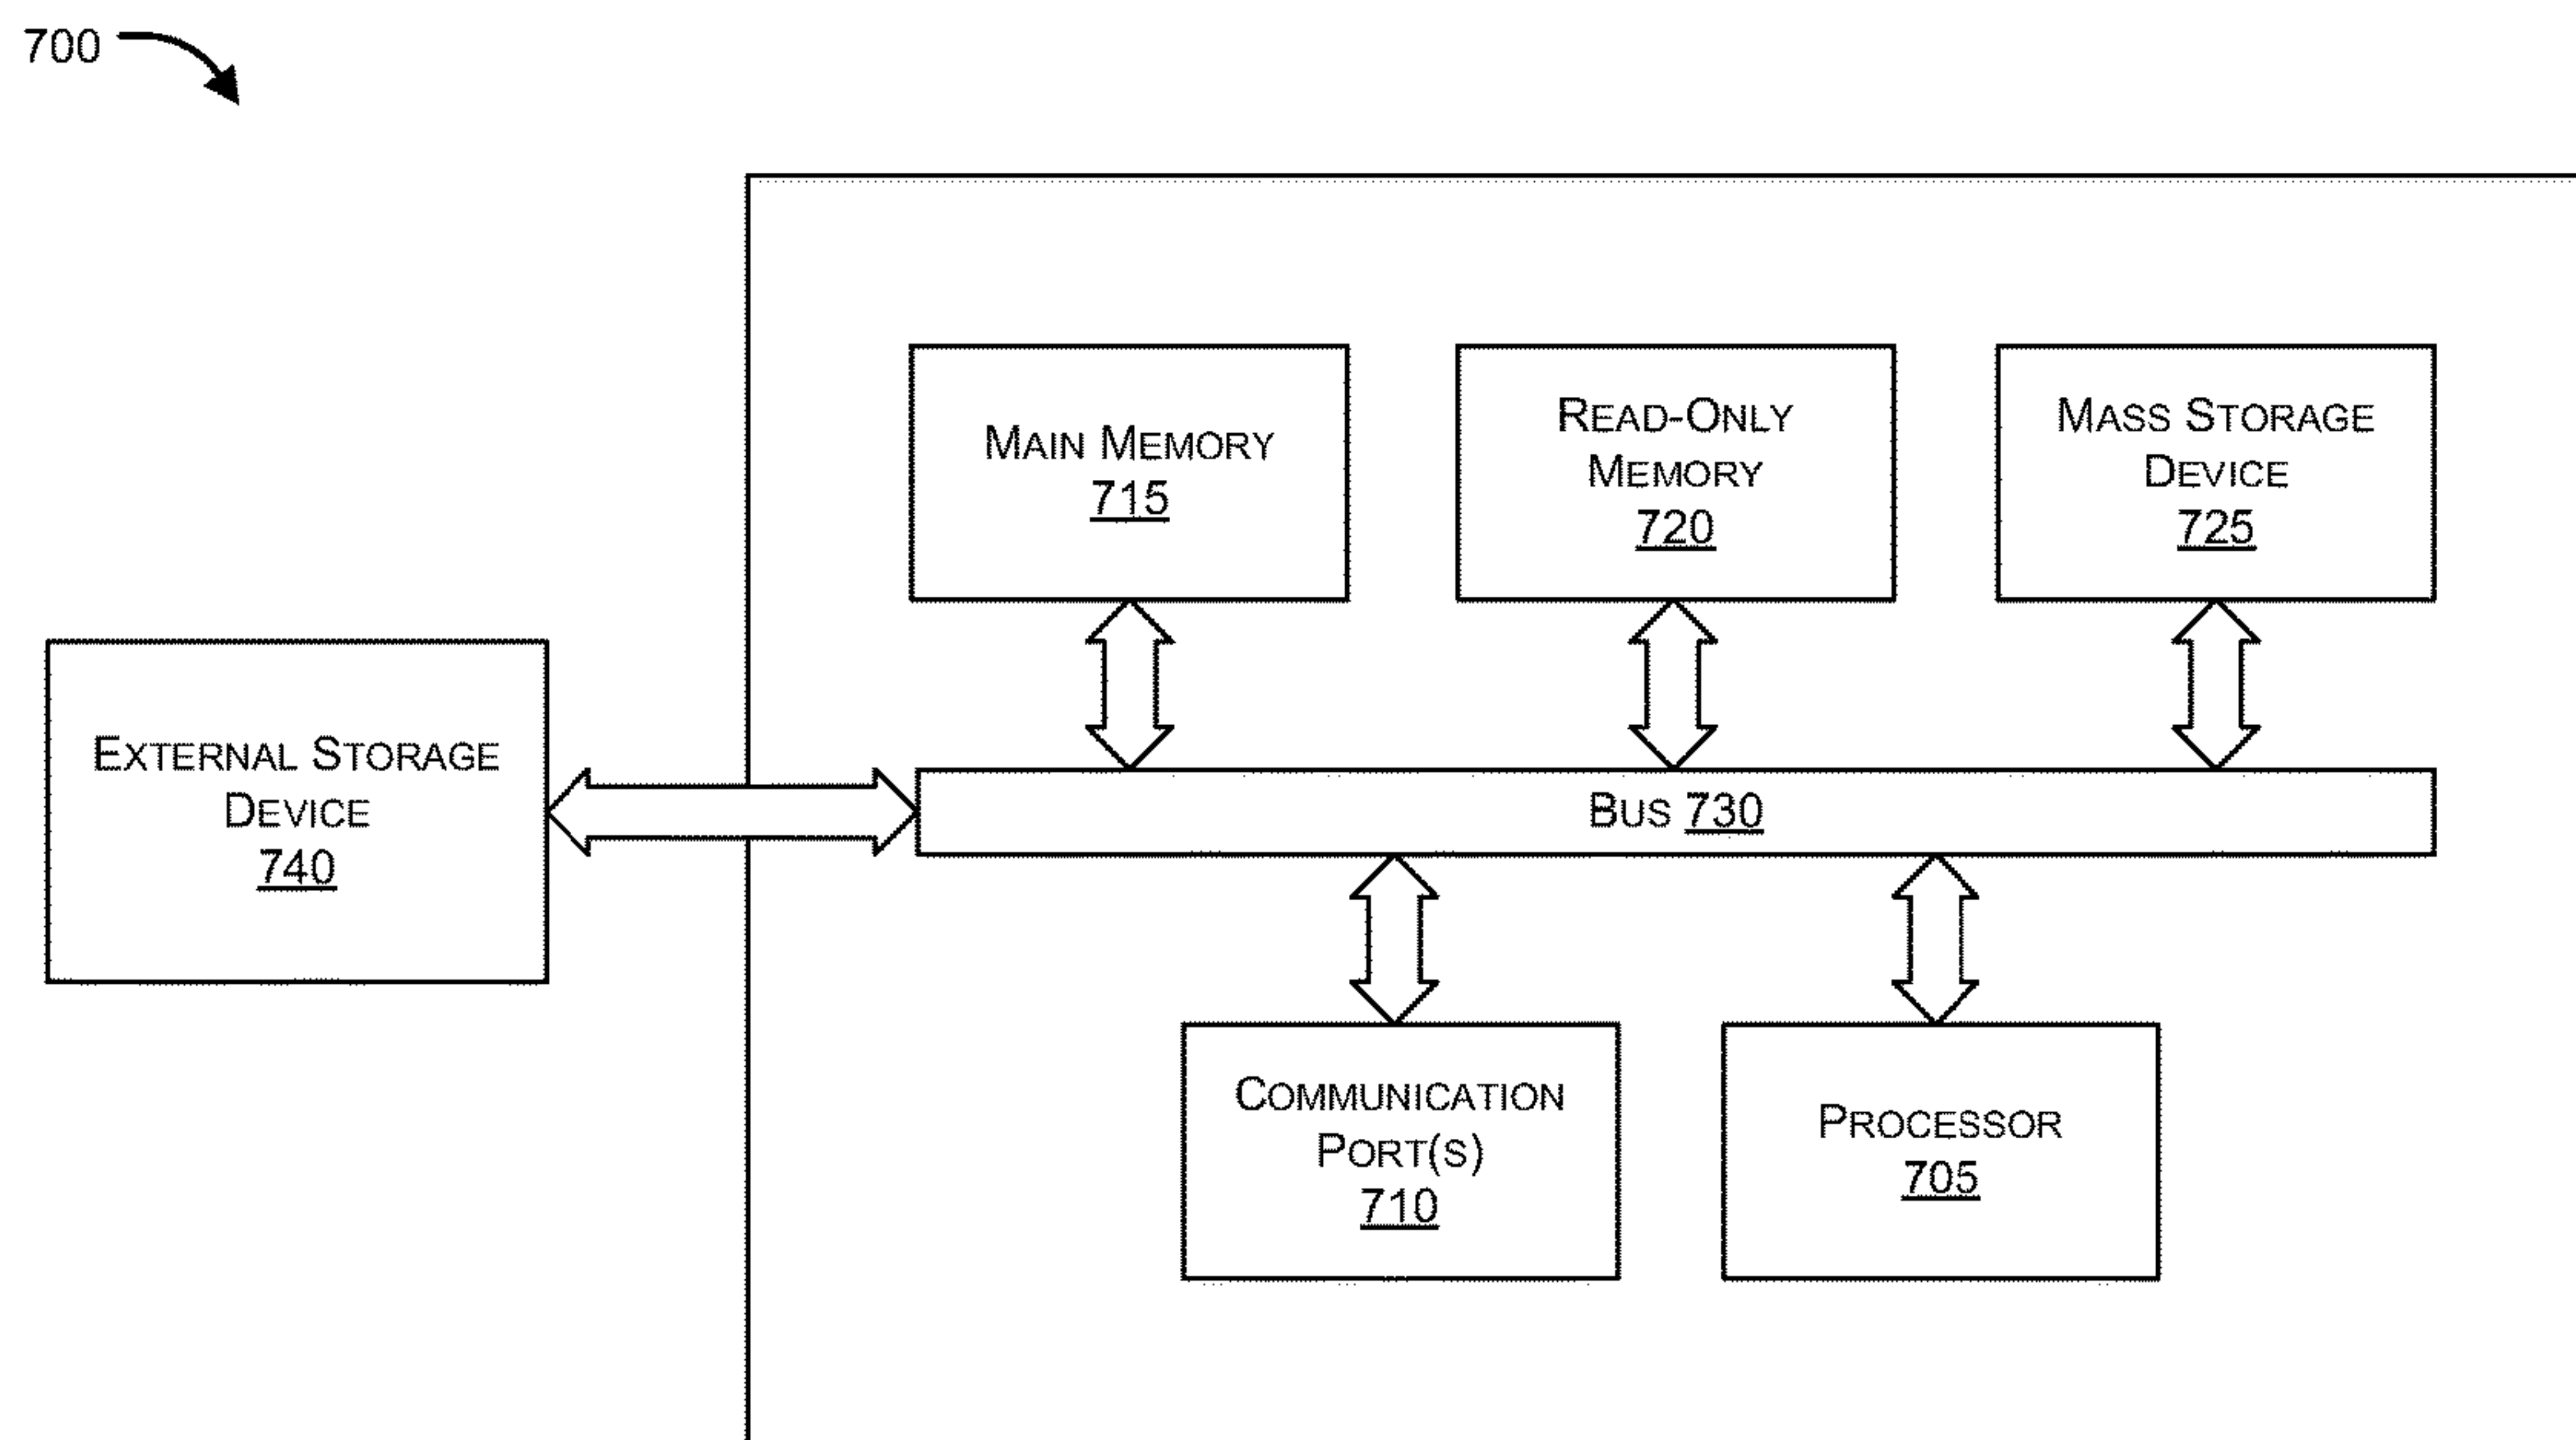 700
MAIN MEMORY
715
READ-ONLY
MEMORY
720
MASS STORAGE
DEVICE
725
EXTERNAL STORAGE
DEVICE
740
BUS 730
COMMUNICATION
PORT(S)
710
PROCESSOR
705